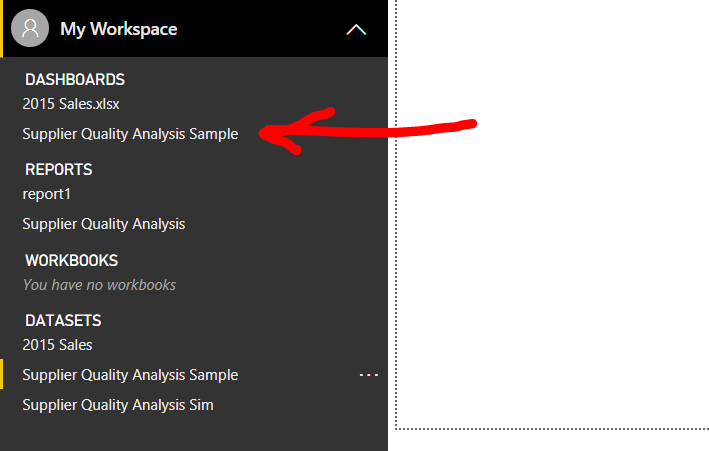 My Workspace
DASHBOARDS
2015 Sales.xlsx
Supplier Quality Analysis Sample
REPORTS
report1
Supplier Quality Analysis
WORKBOOKS
You have no workbooks
DATASETS
2015 Sales
Supplier Quality Analysis Sample
Supplier Quality Analysis Sim